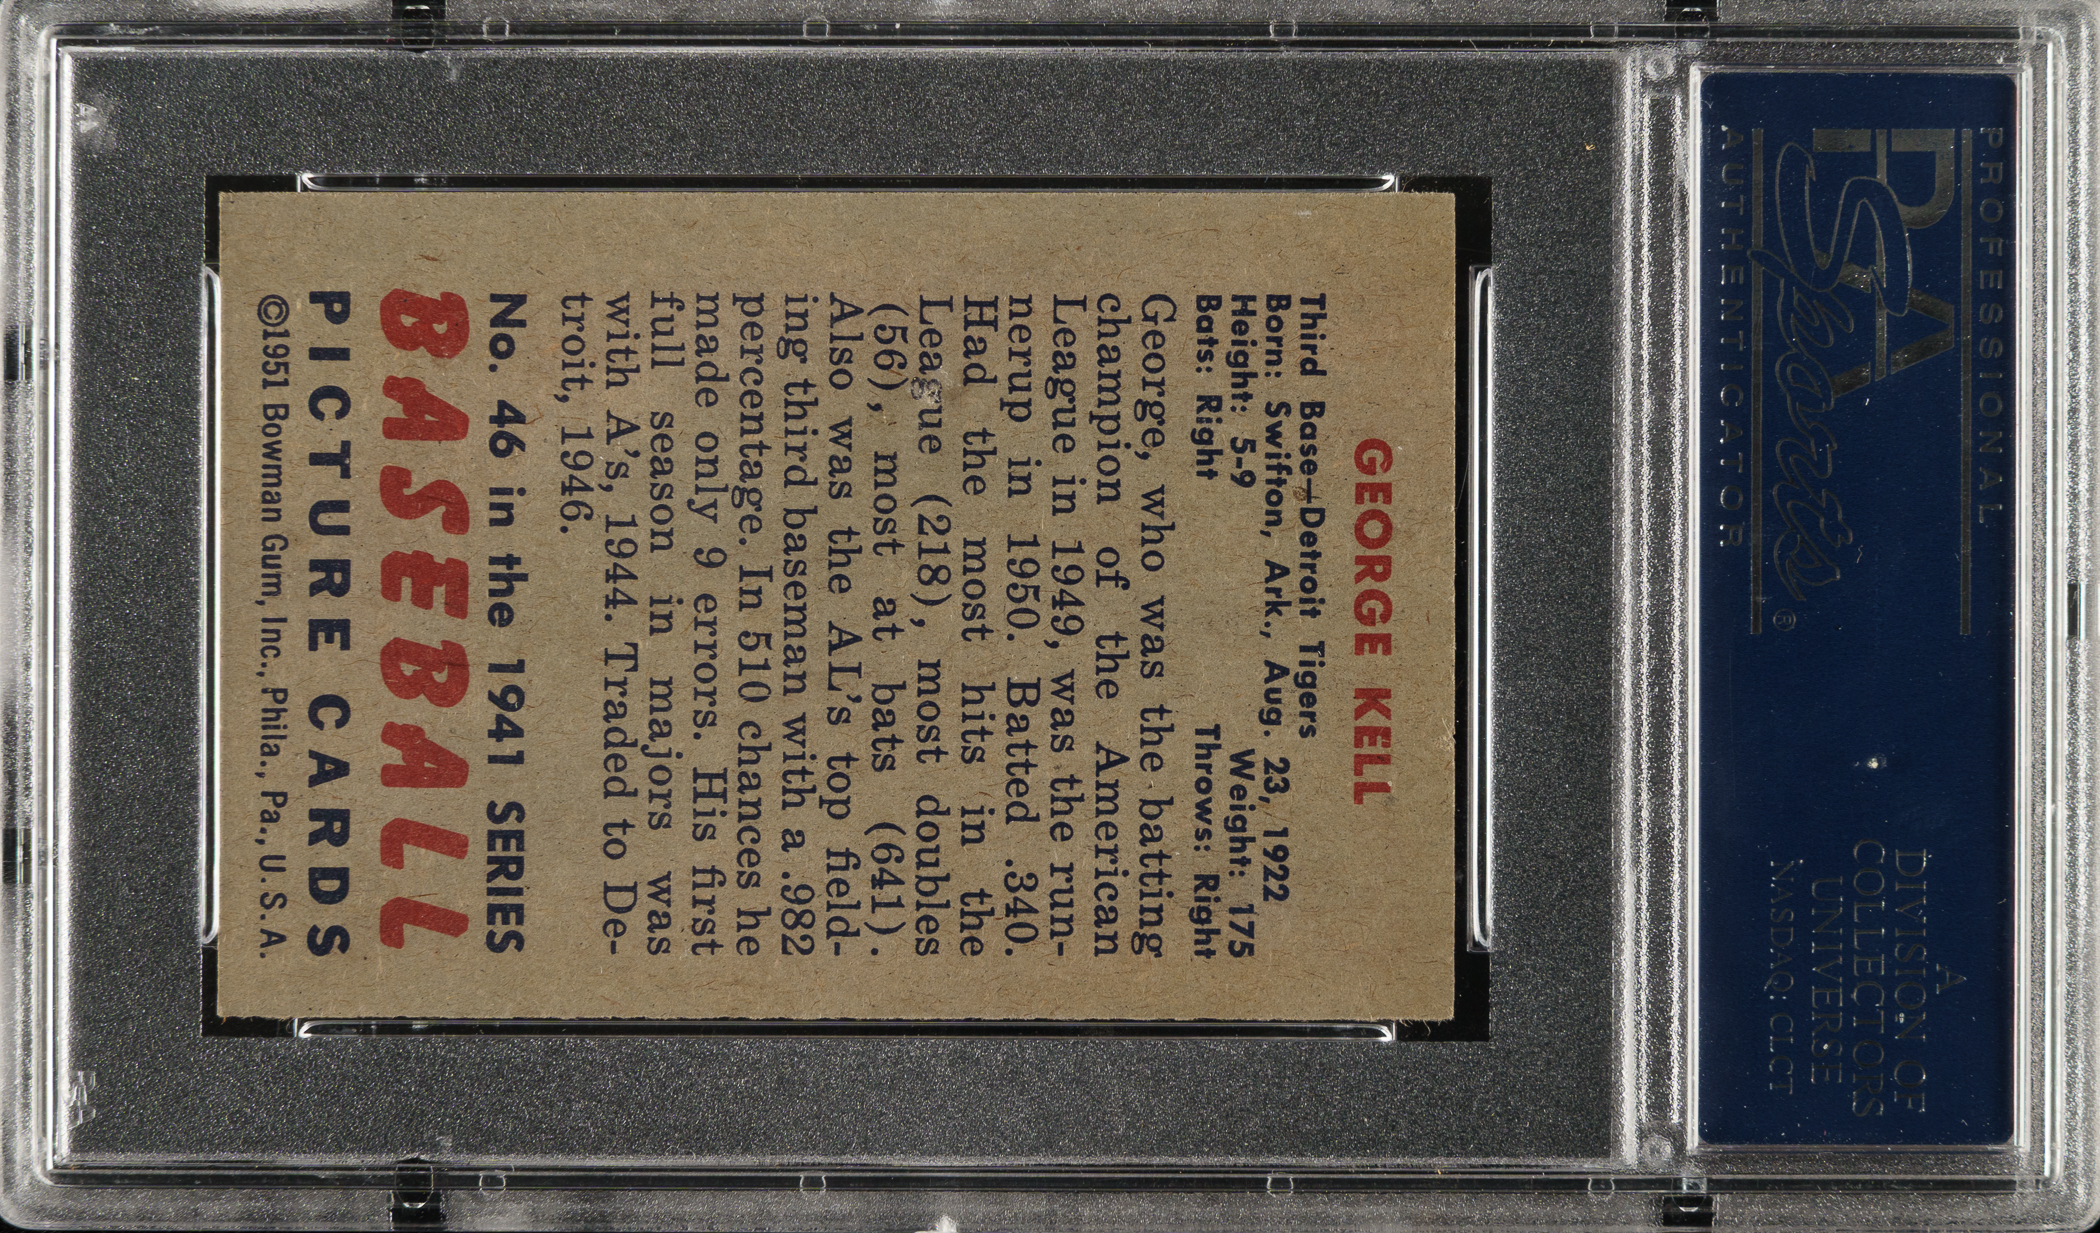 PROFESSIONAL
PSA
Sports®
AUTHENTICATOR
A
DIVISION OF
COLLECTORS
UNIVERSE
NASDAQ: CLCT
GEORGE KELL
Third Base—Detroit Tigers
Born: Swifton, Ark., Aug. 23, 1922
Height: 5-9 Weight: 175
Bats: Right Throws: Right
George, who was the batting
champion of the American
League in 1949, was the run-
nerup in 1950. Batted .340.
Had the most hits in the
League (218), most doubles
(56), most at bats (641).
Also was the AL's top field-
ing third baseman with a .982
percentage. In 510 chances he
made only 9 errors. His first
full season in majors was
with A's, 1944. Traded to De-
troit, 1946.
No. 46 in the 1941 SERIES
BASEBALL
PICTURE CARDS
©1951 Bowman Gum, Inc., Phila., Pa., U.S.A.